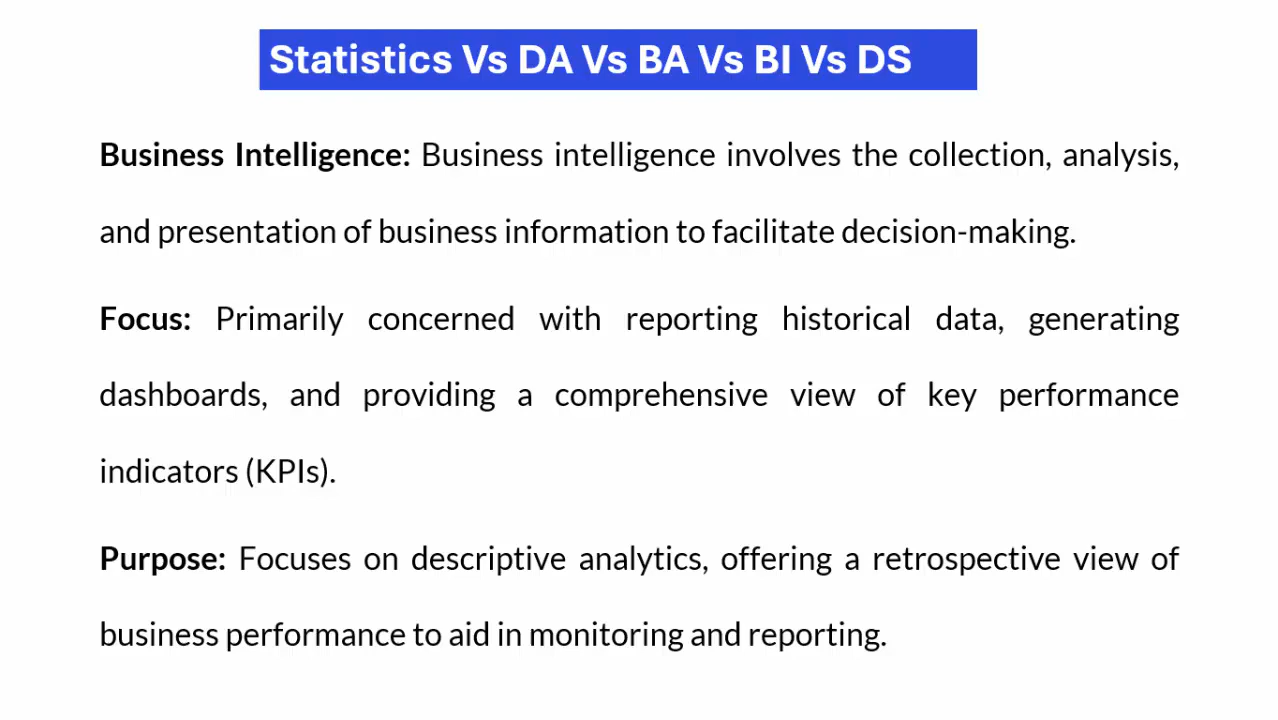 Statistics Vs DA Vs BA Vs BI Vs DS
Business Intelligence: Business intelligence involves the collection, analysis,
and presentation of business information to facilitate decision-making.
Focus: Primarily concerned with reporting historical data, generating
dashboards, and providing a comprehensive view of key performance
indicators (KPIs).
Purpose: Focuses on descriptive analytics, offering a retrospective view of
business performance to aid in monitoring and reporting.